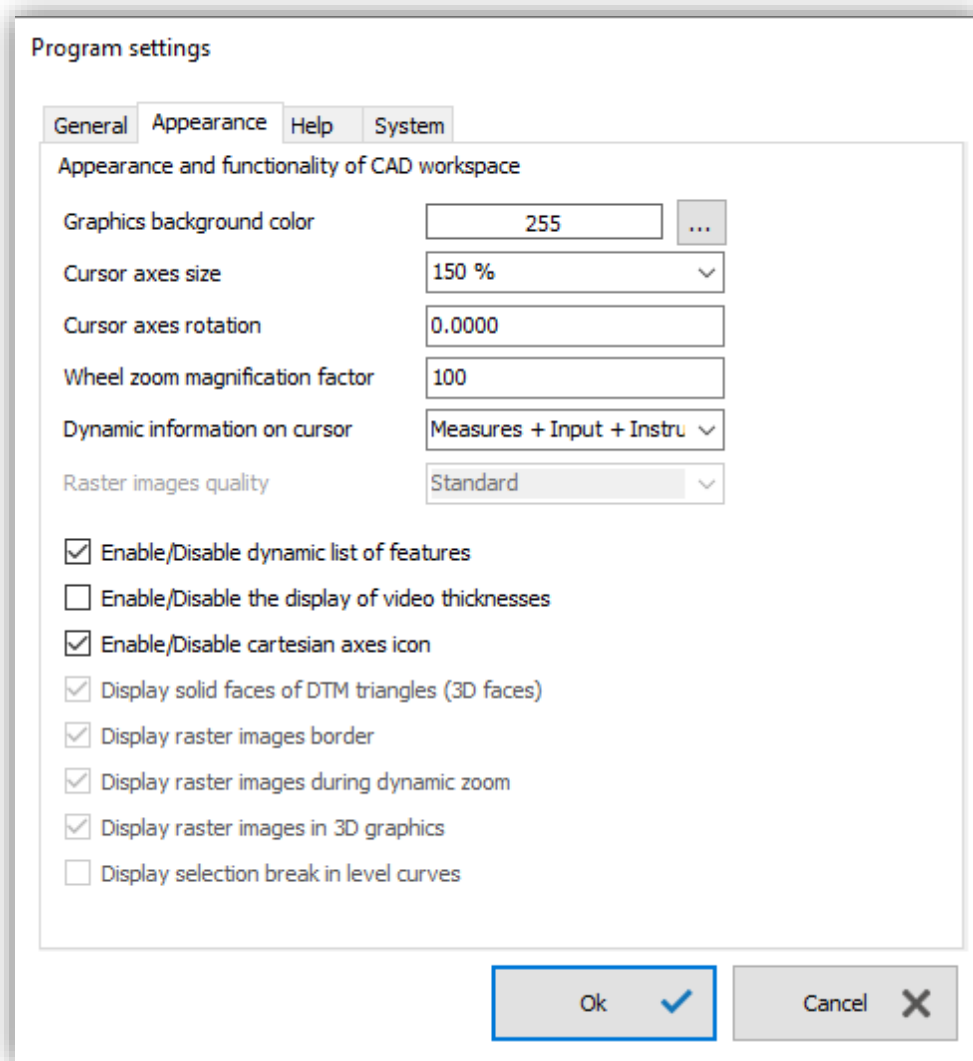 Program settings
General Appearance Help System
Appearance and functionality of CAD workspace
Graphics background color 255 ...
Cursor axes size 150 %
Cursor axes rotation 0.0000
Wheel zoom magnification factor 100
Dynamic information on cursor Measures + Input + Instru
Raster images quality Standard
Enable/Disable dynamic list of features
Enable/Disable the display of video thicknesses
Enable/Disable cartesian axes icon
Display solid faces of DTM triangles (3D faces)
Display raster images border
Display raster images during dynamic zoom
Display raster images in 3D graphics
Display selection break in level curves
Ok Cancel